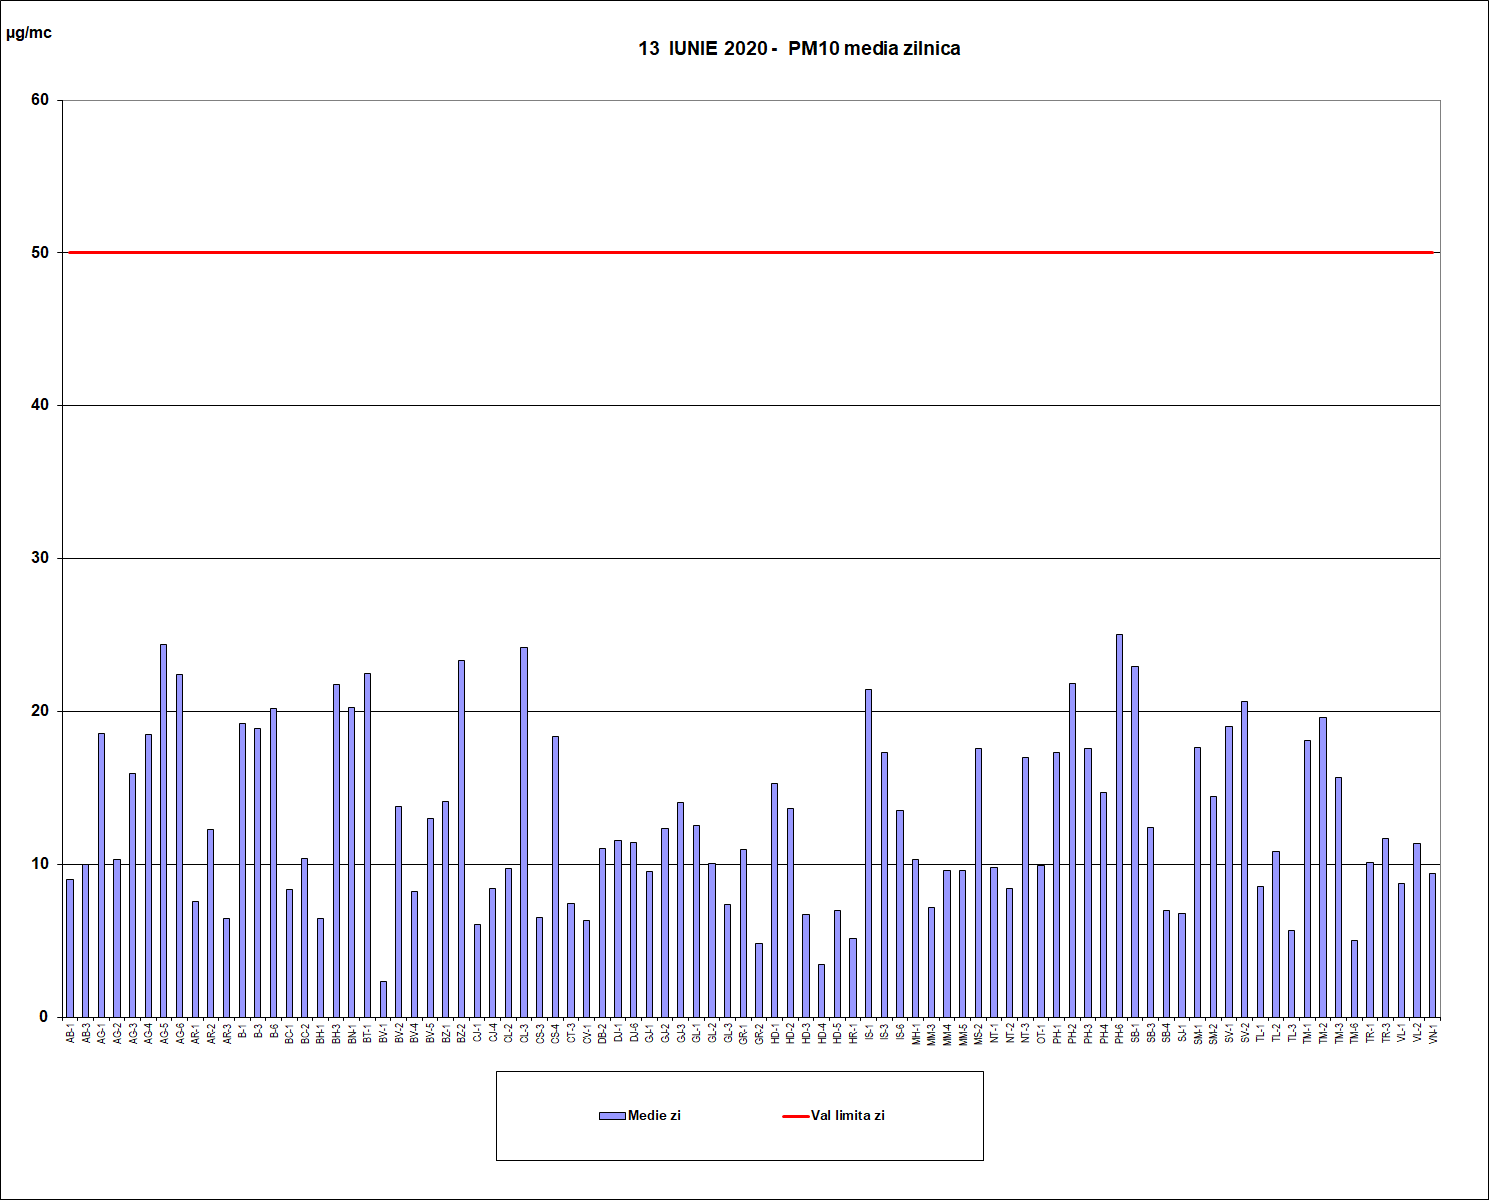 µg/mc
13 IUNIE 2020 - PM10 media zilnica
60
50
40
30
20
10
0
AB-1
AB-3
AG-1
AG-2
AG-3
AG-4
AG-5
AG-6
AR-1
AR-2
AR-3
B-1
B-3
B-6
BC-1
BC-2
BH-1
BH-3
BN-1
BT-1
BV-1
BV-2
BV-4
BV-5
BZ-1
BZ-2
CJ-1
CJ-4
CL-2
CL-3
CS-3
CS-4
CT-3
CV-1
DB-2
DJ-1
DJ-6
GJ-1
GJ-2
GJ-3
GL-1
GL-2
GL-3
GR-1
GR-2
HD-1
HD-2
HD-3
HD-4
HD-5
HR-1
IS-1
IS-3
IS-6
MH-1
MM-3
MM-4
MM-5
MS-2
NT-1
NT-2
NT-3
OT-1
PH-1
PH-2
PH-3
PH-4
PH-6
SB-1
SB-3
SB-4
SJ-1
SM-1
SM-2
SV-1
SV-2
TL-1
TL-2
TL-3
TM-1
TM-2
TM-3
TM-6
TR-1
TR-3
VL-1
VL-2
VN-1
Medie zi
Val limita zi